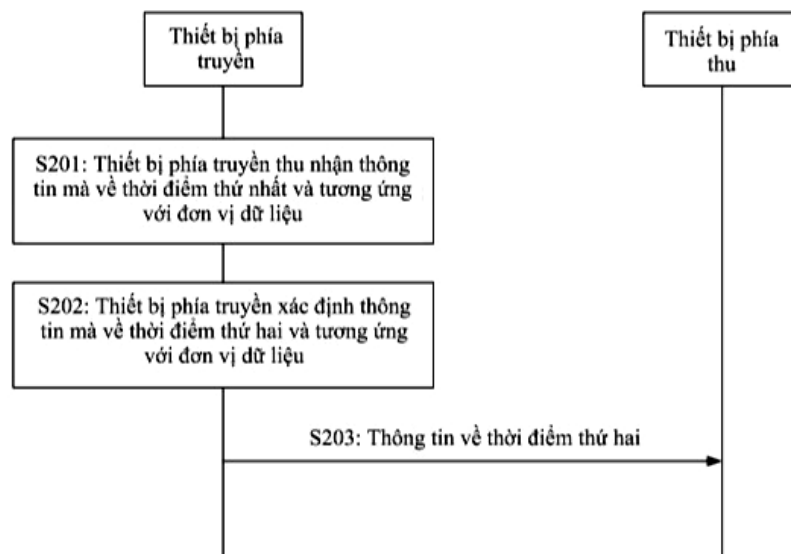 Thiết bị phía
truyền
Thiết bị phía
thu
S201: Thiết bị phía truyền thu nhận thông
tin mà về thời điểm thứ nhất và tương ứng
với đơn vị dữ liệu
S202: Thiết bị phía truyền xác định thông
tin mà về thời điểm thứ hai và tương ứng
với đơn vị dữ liệu
S203: Thông tin về thời điểm thứ hai